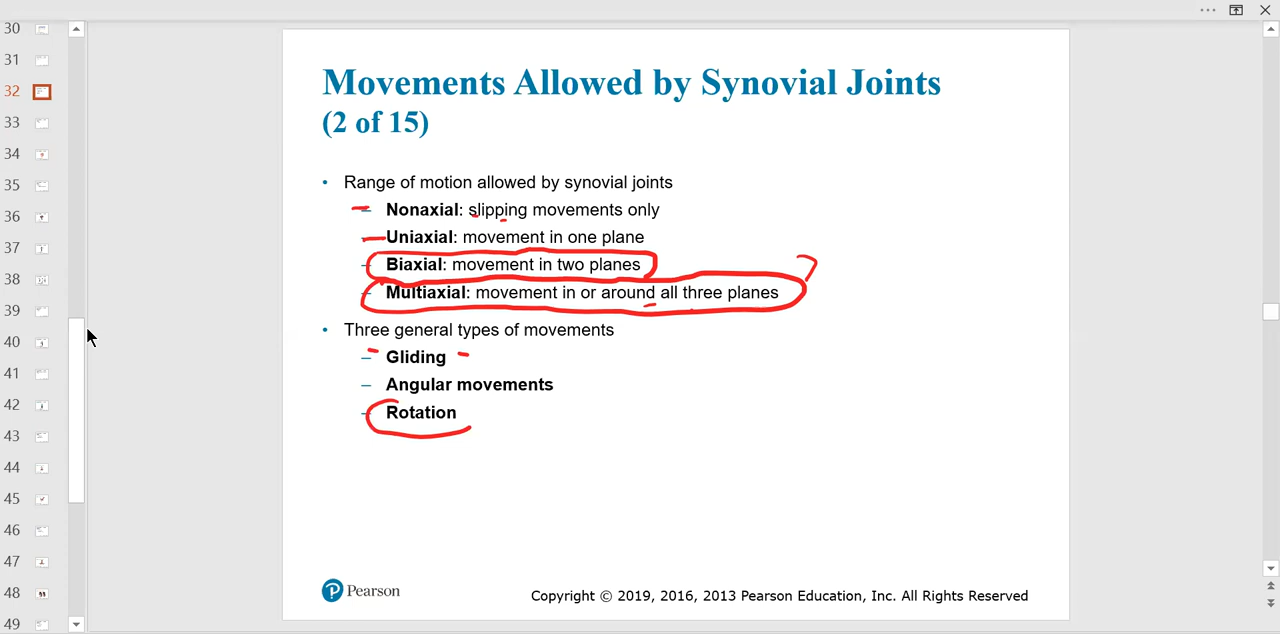 30
31
32
33
34
35
36
37
38
39
40
41
42
43
44
45
46
47
48
49
Movements Allowed by Synovial Joints
(2 of 15)
• Range of motion allowed by synovial joints
– Nonaxial: slipping movements only
– Uniaxial: movement in one plane
– Biaxial: movement in two planes
– Multiaxial: movement in or around all three planes
• Three general types of movements
– Gliding
– Angular movements
– Rotation
P Pearson
Copyright © 2019, 2016, 2013 Pearson Education, Inc. All Rights Reserved